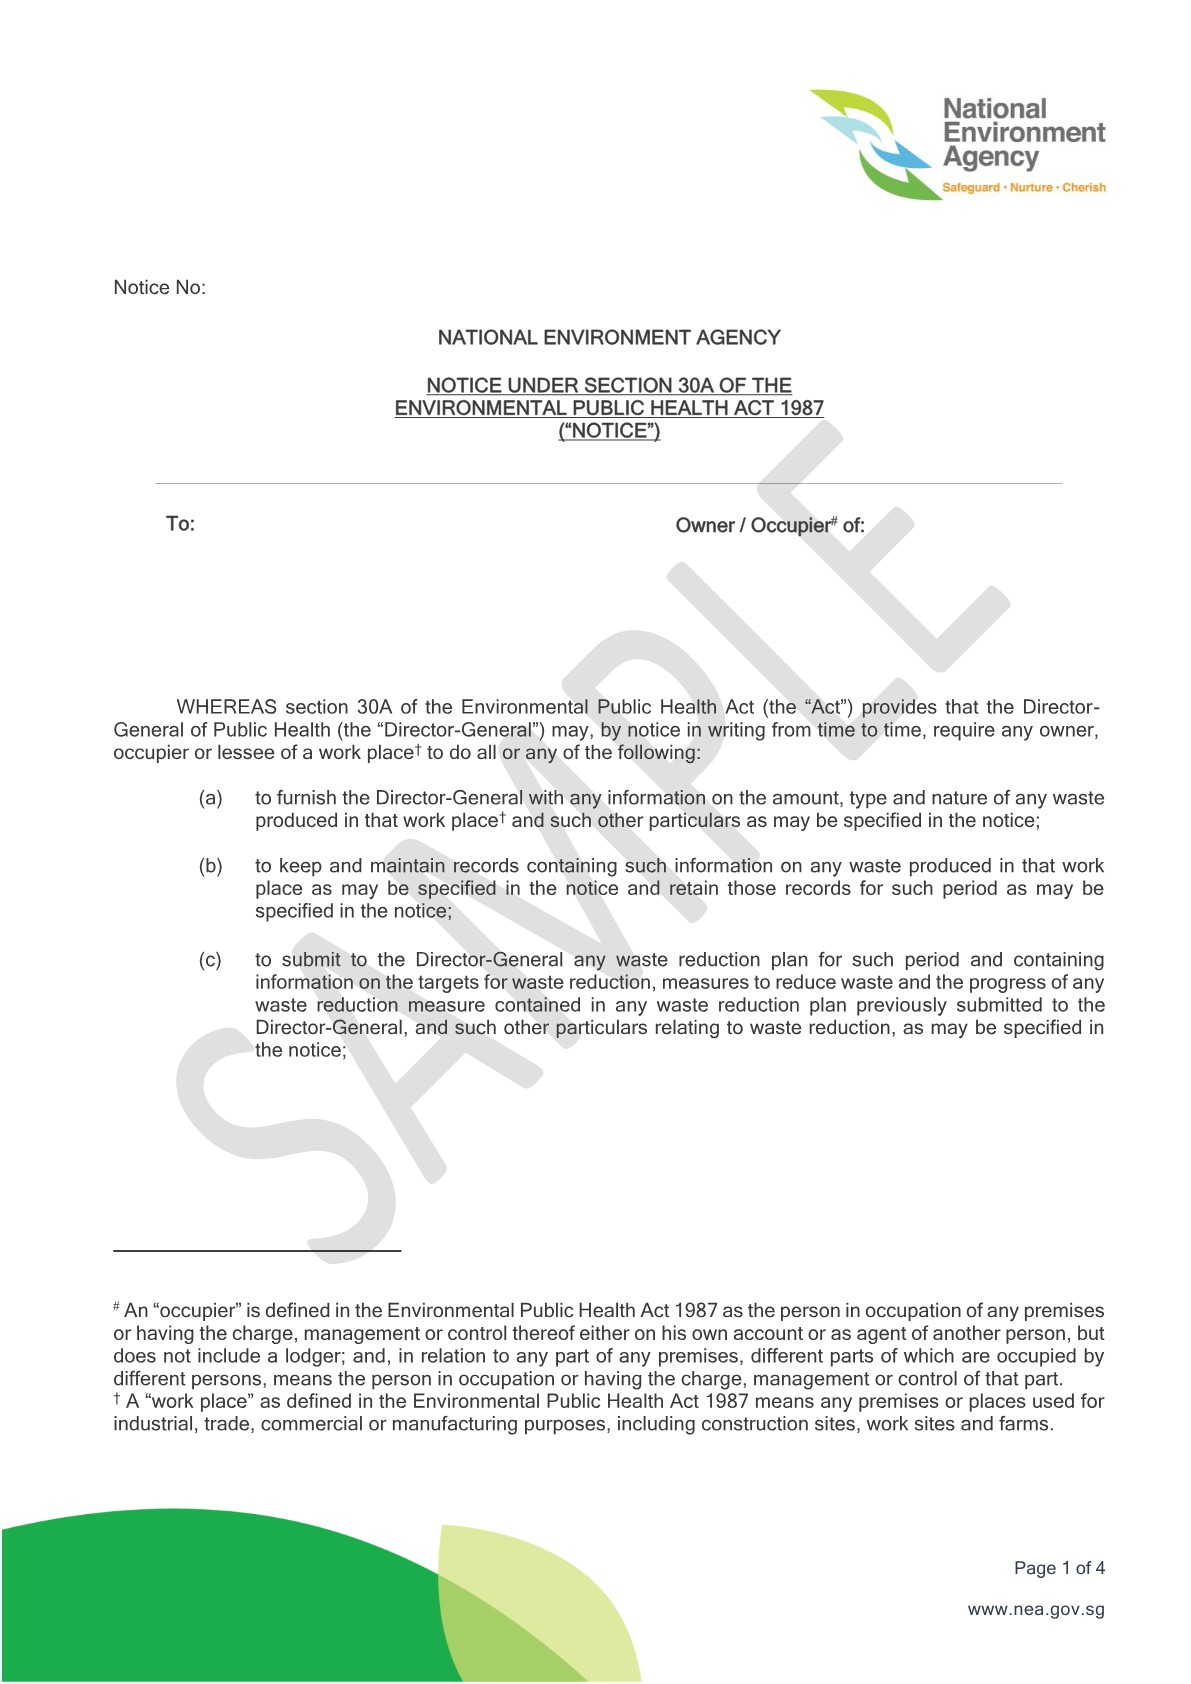 National
Environment
Agency
Safeguard • Nurture • Cherish
Notice No:
NATIONAL ENVIRONMENT AGENCY
NOTICE UNDER SECTION 30A OF THE
ENVIRONMENTAL PUBLIC HEALTH ACT 1987
(“NOTICE”)
To:
Owner / Occupier# of:
WHEREAS section 30A of the Environmental Public Health Act (the “Act”) provides that the Director-
General of Public Health (the “Director-General”) may, by notice in writing from time to time, require any owner,
occupier or lessee of a work place† to do all or any of the following:
(a) to furnish the Director-General with any information on the amount, type and nature of any waste
produced in that work place† and such other particulars as may be specified in the notice;
(b) to keep and maintain records containing such information on any waste produced in that work
place as may be specified in the notice and retain those records for such period as may be
specified in the notice;
(c) to submit to the Director-General any waste reduction plan for such period and containing
information on the targets for waste reduction, measures to reduce waste and the progress of any
waste reduction measure contained in any waste reduction plan previously submitted to the
Director-General, and such other particulars relating to waste reduction, as may be specified in
the notice;
SAMPLE
# An “occupier” is defined in the Environmental Public Health Act 1987 as the person in occupation of any premises
or having the charge, management or control thereof either on his own account or as agent of another person, but
does not include a lodger; and, in relation to any part of any premises, different parts of which are occupied by
different persons, means the person in occupation or having the charge, management or control of that part.
† A “work place” as defined in the Environmental Public Health Act 1987 means any premises or places used for
industrial, trade, commercial or manufacturing purposes, including construction sites, work sites and farms.
Page 1 of 4
www.nea.gov.sg